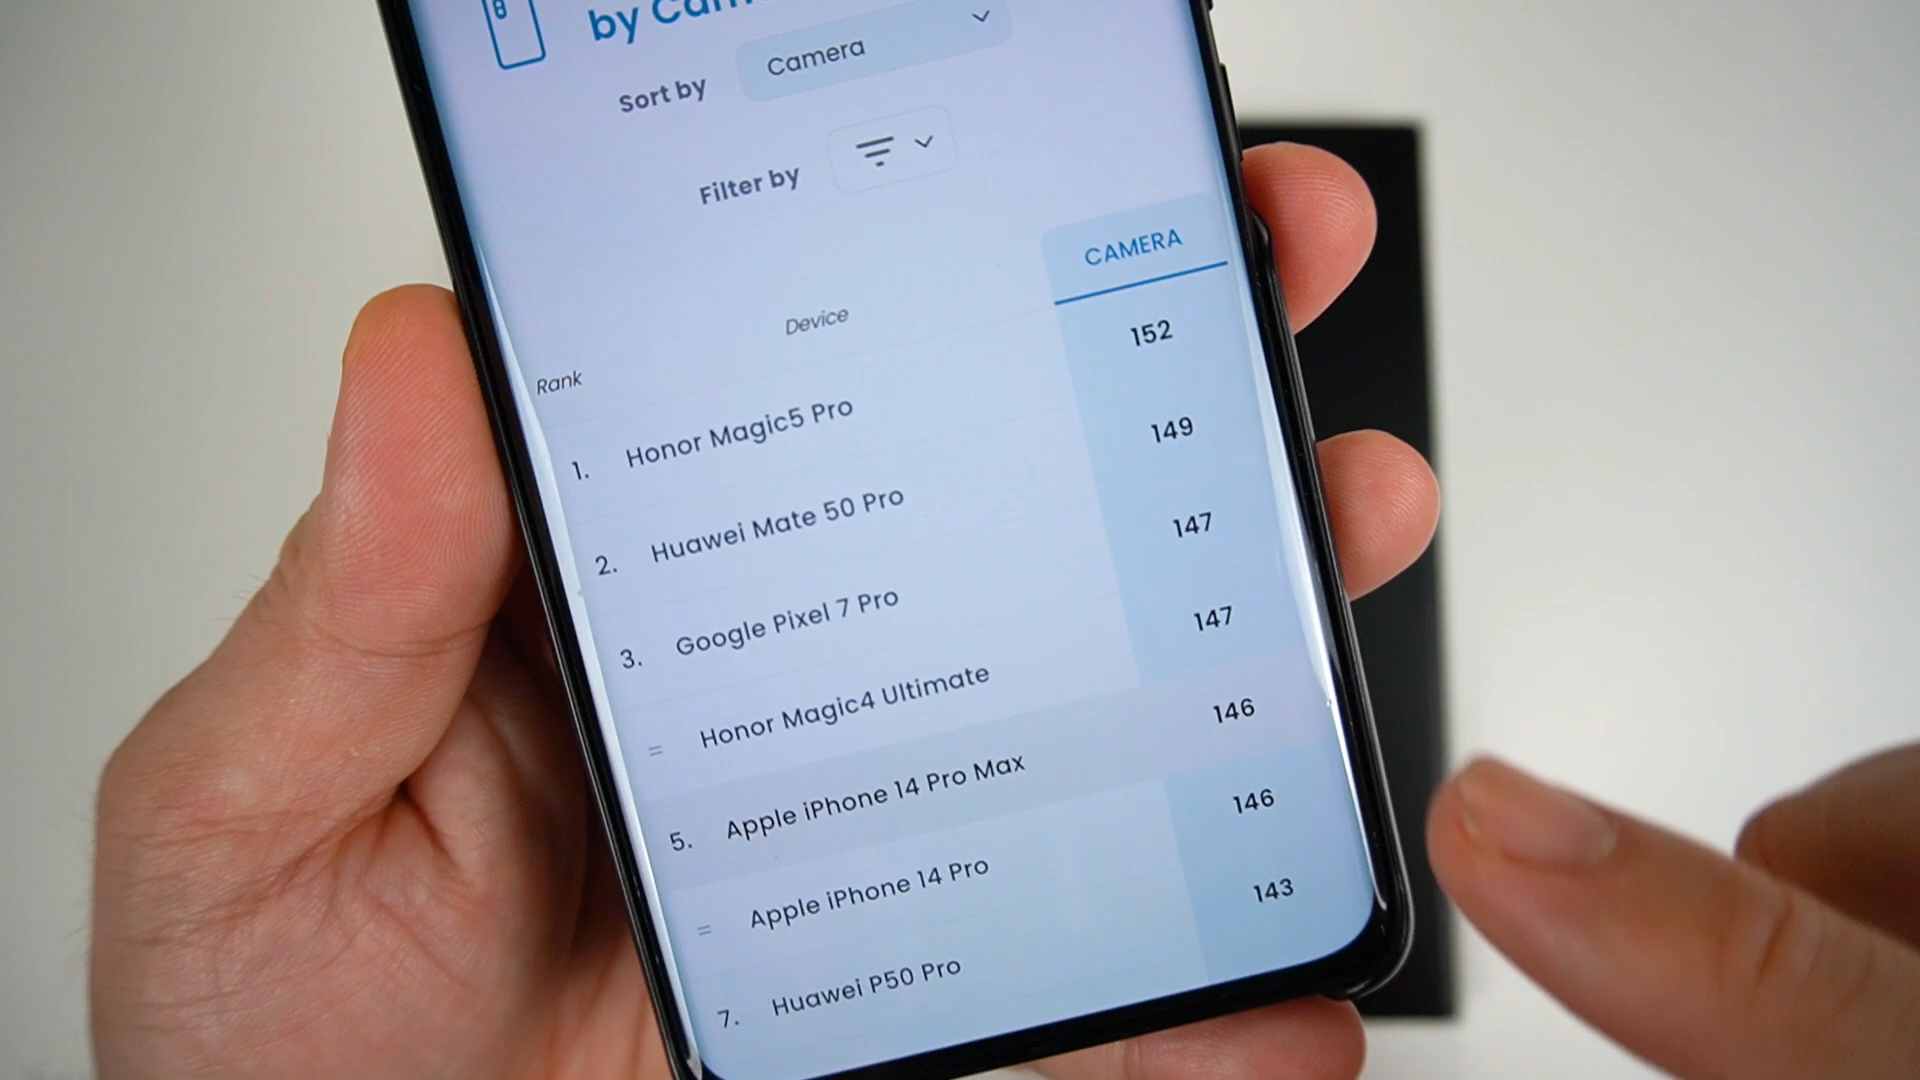 by Cam
Sort by Camera
Filter by
CAMERA
Rank Device
1. Honor Magic5 Pro 152
2. Huawei Mate 50 Pro 149
3. Google Pixel 7 Pro 147
= Honor Magic4 Ultimate 147
5. Apple iPhone 14 Pro Max 146
= Apple iPhone 14 Pro 146
7. Huawei P50 Pro 143